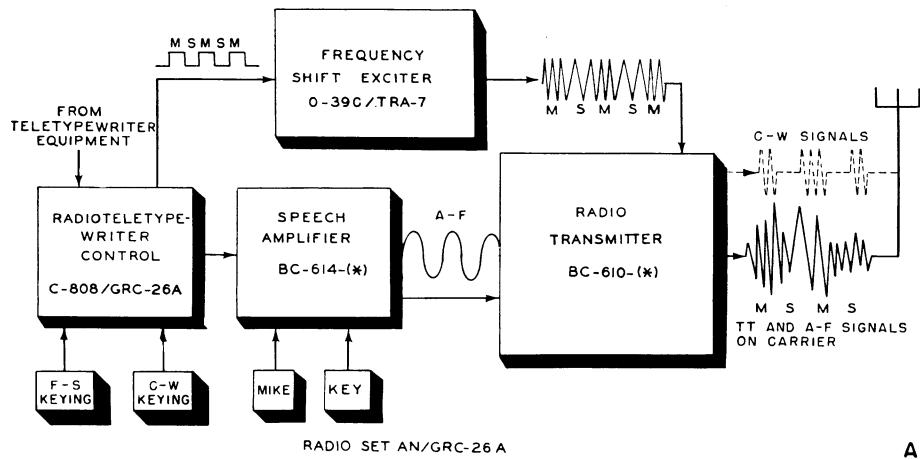 M S M S M
FREQUENCY
SHIFT EXCITER
O-39C/TRA-7
M S M S M
FROM
TELETYPEWRITER
EQUIPMENT
C-W SIGNALS
RADIOTELETYPE-
WRITER
CONTROL
C-808/GRC-26A
SPEECH
AMPLIFIER
BC-614-(*)
A-F
RADIO
TRANSMITTER
BC-610-(*)
M S M S
TT AND A-F SIGNALS
ON CARRIER
F-S
KEYING
C-W
KEYING
MIKE
KEY
RADIO SET AN/GRC-26A
A